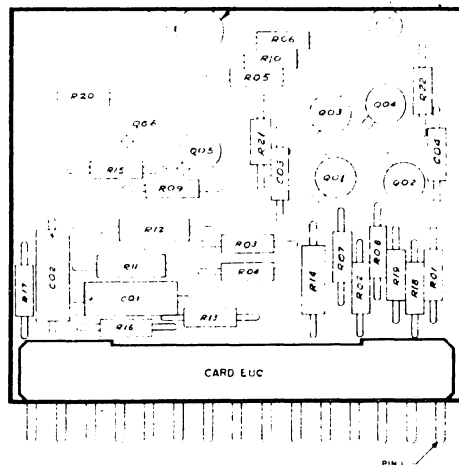 R06
R10
R05
R20
R22
Q04
Q03
Q06
R21
C04
Q05
C03
R15
R09
Q01
Q02
R12
R03
R07
R08
R11
R04
R17
C02
R14
R02
R19
R18
R01
+
C01
R13
R16
CARD EUC
PIN 1